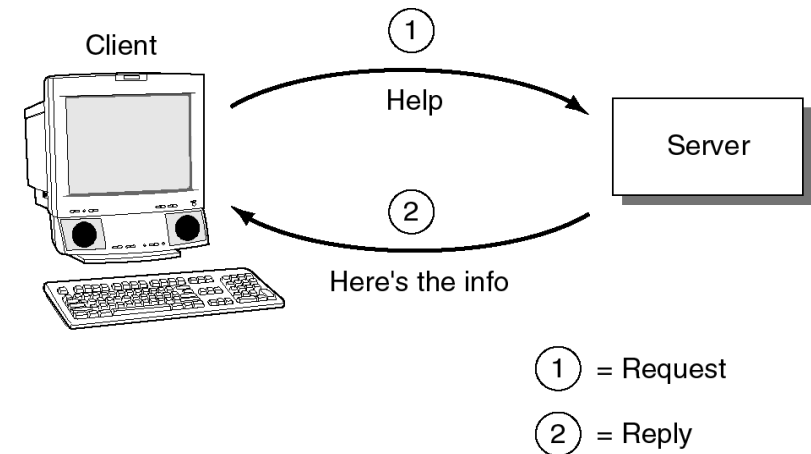 1
Client
Help
Server
2
Here's the info
1 = Request
2 = Reply